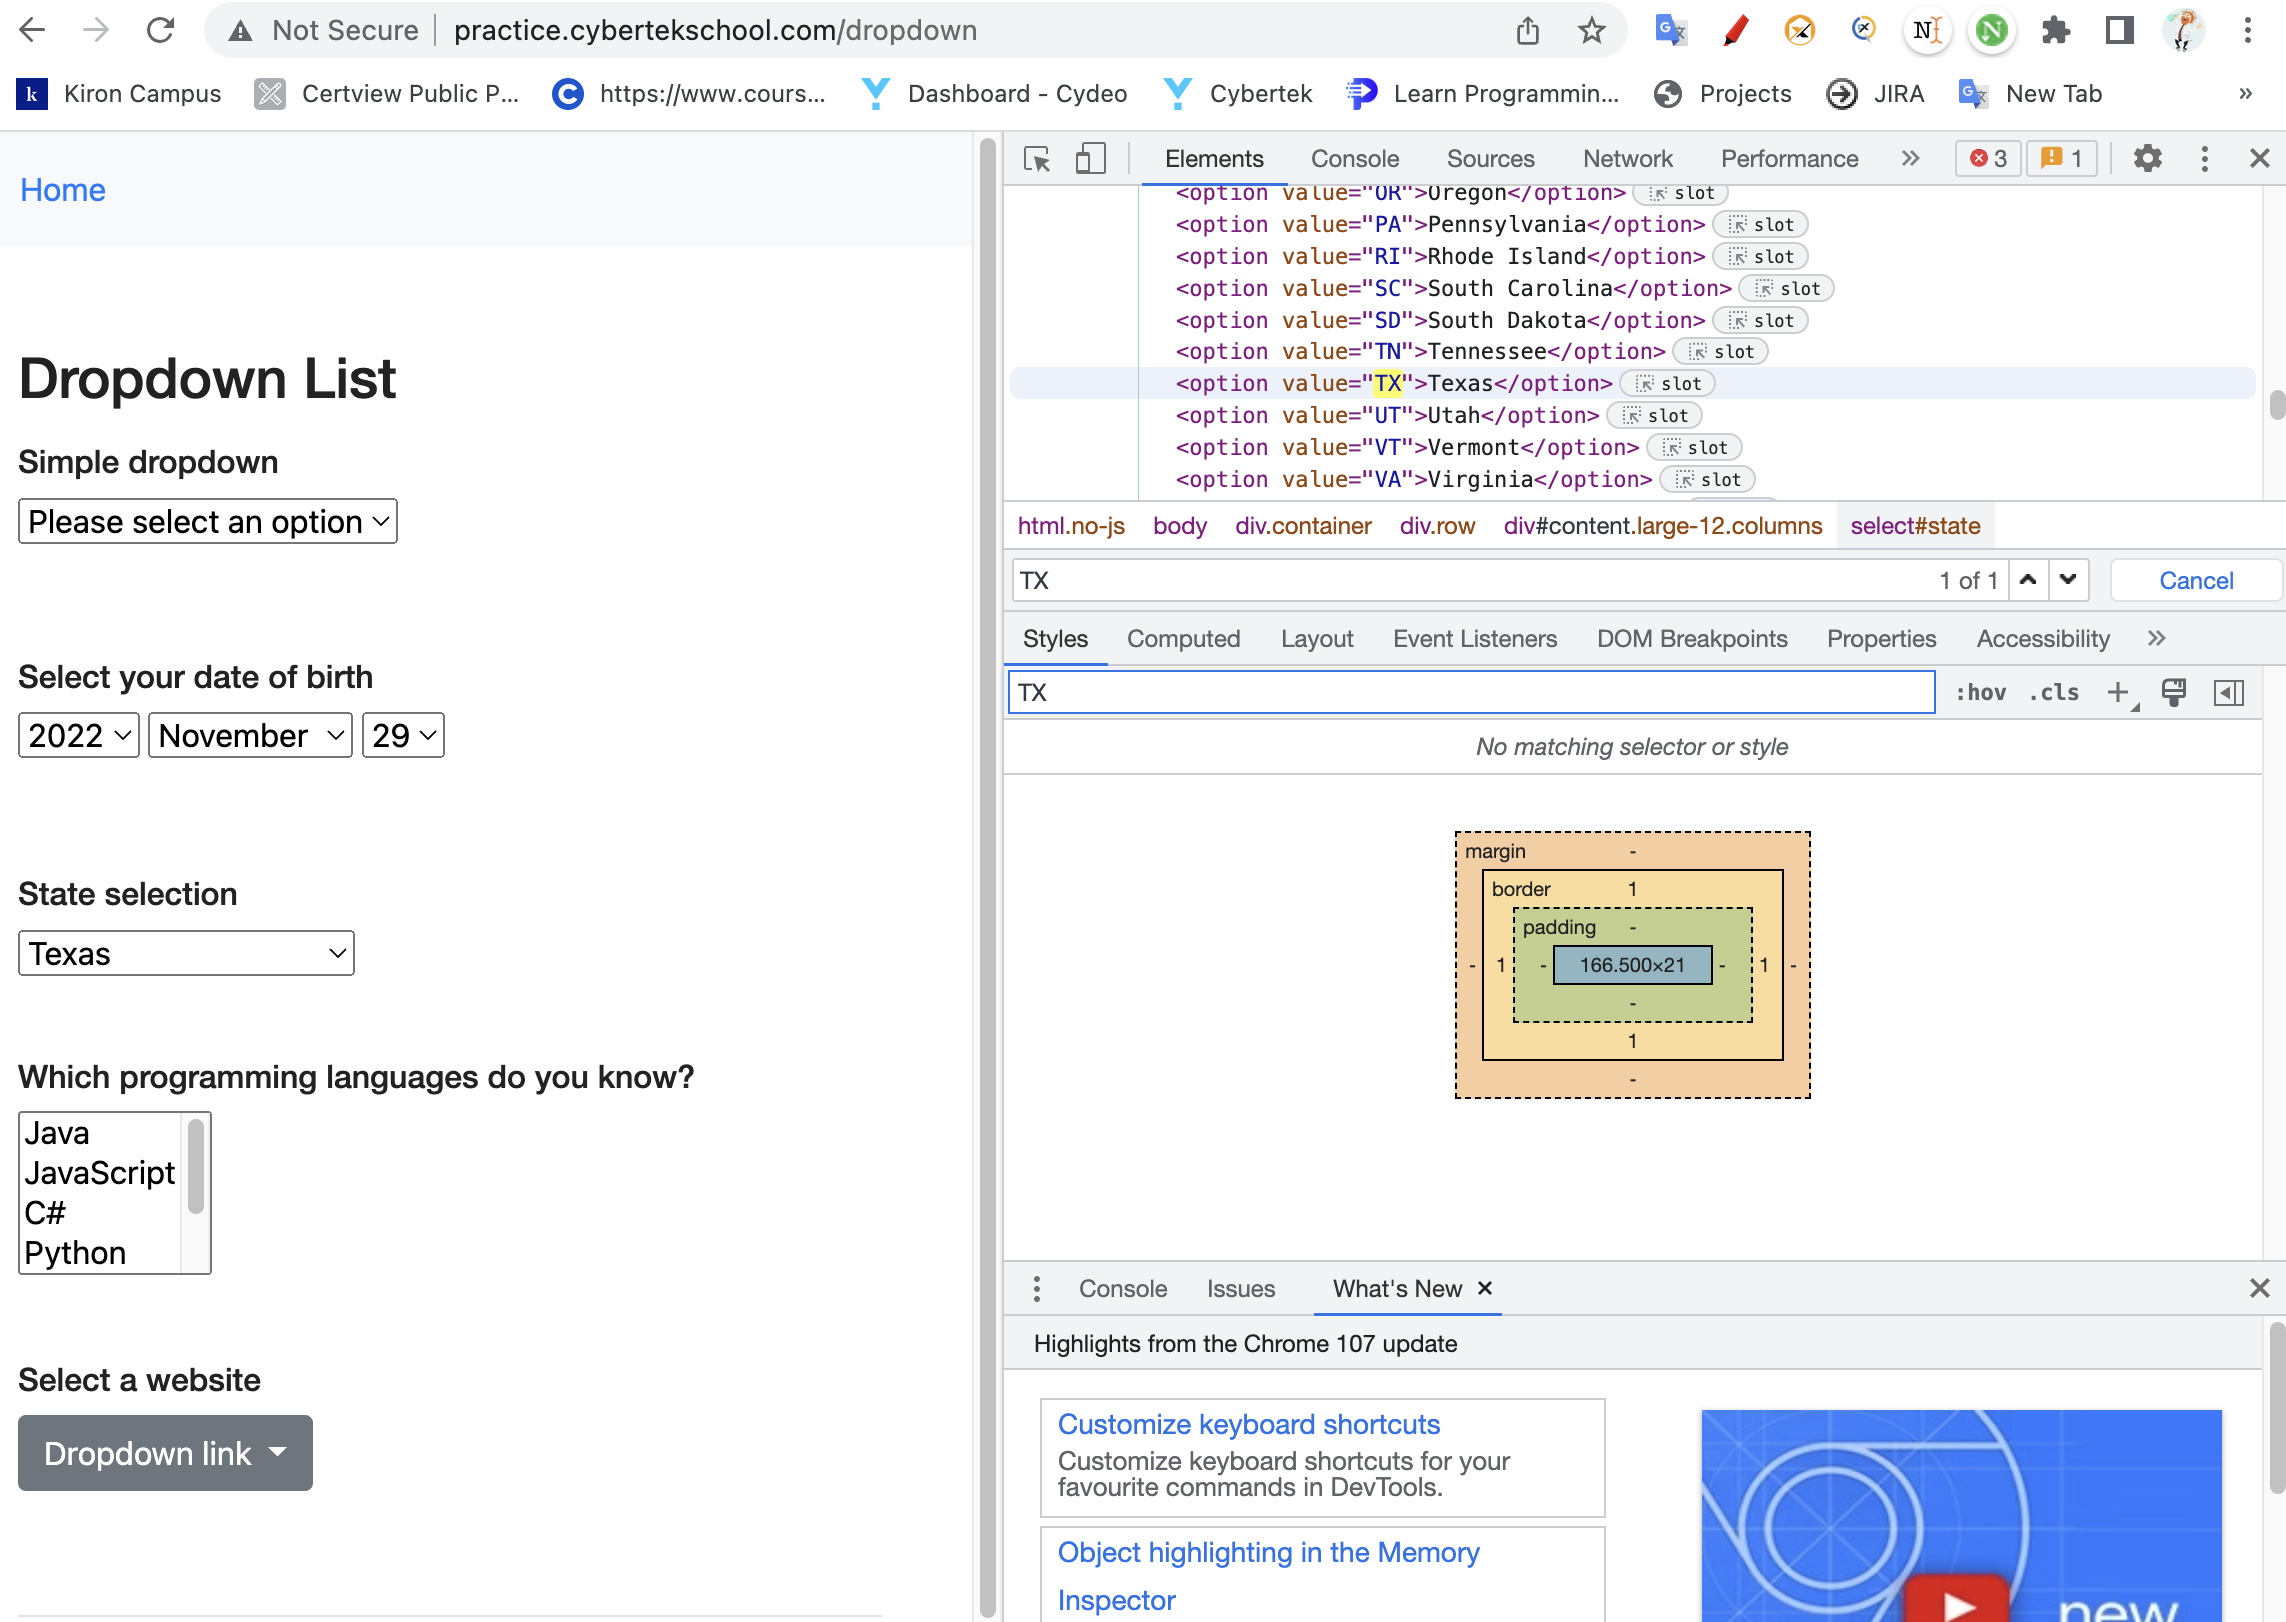 Not Secure | practice.cybertekschool.com/dropdown
k Kiron Campus Certview Public P... C https://www.cours... Dashboard - Cydeo Cybertek Learn Programmin... Projects JIRA New Tab »
Home
Dropdown List
Simple dropdown
Please select an option
Select your date of birth
2022 November 29
State selection
Texas
Which programming languages do you know?
Java
JavaScript
C#
Python
Select a website
Dropdown link
Elements Console Sources Network Performance » 3 1
<option value="OR">Oregon</option> slot
<option value="PA">Pennsylvania</option> slot
<option value="RI">Rhode Island</option> slot
<option value="SC">South Carolina</option> slot
<option value="SD">South Dakota</option> slot
<option value="TN">Tennessee</option> slot
<option value="TX">Texas</option> slot
<option value="UT">Utah</option> slot
<option value="VT">Vermont</option> slot
<option value="VA">Virginia</option> slot
html.no-js body div.container div.row div#content.large-12.columns select#state
TX 1 of 1 Cancel
Styles Computed Layout Event Listeners DOM Breakpoints Properties Accessibility »
TX :hov .cls +
No matching selector or style
margin -
border 1
padding -
- 1 - 166.500×21 - 1 -
-
1
-
Console Issues What's New
Highlights from the Chrome 107 update
Customize keyboard shortcuts
Customize keyboard shortcuts for your
favourite commands in DevTools.
Object highlighting in the Memory
Inspector
new